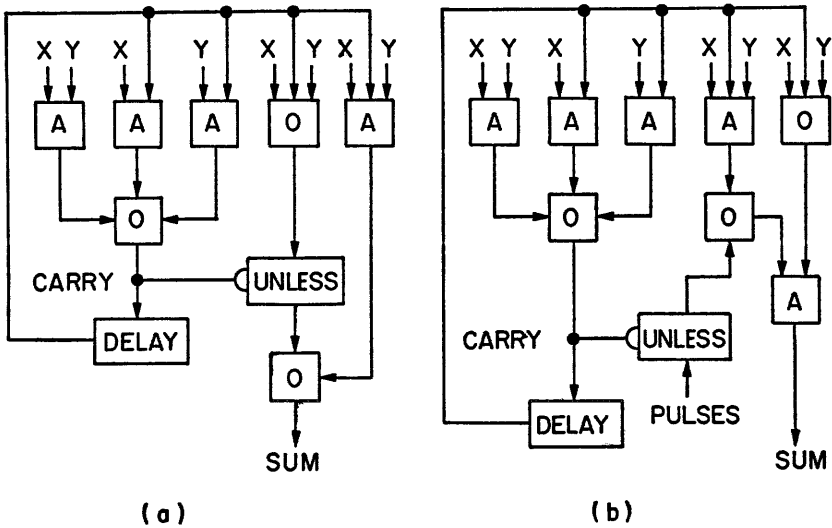 X Y X Y X Y X Y
A A A O A
O
CARRY UNLESS
DELAY
O
SUM
(a)
X Y X Y X Y X Y
A A A A O
O O
A
CARRY UNLESS
DELAY PULSES
SUM
(b)